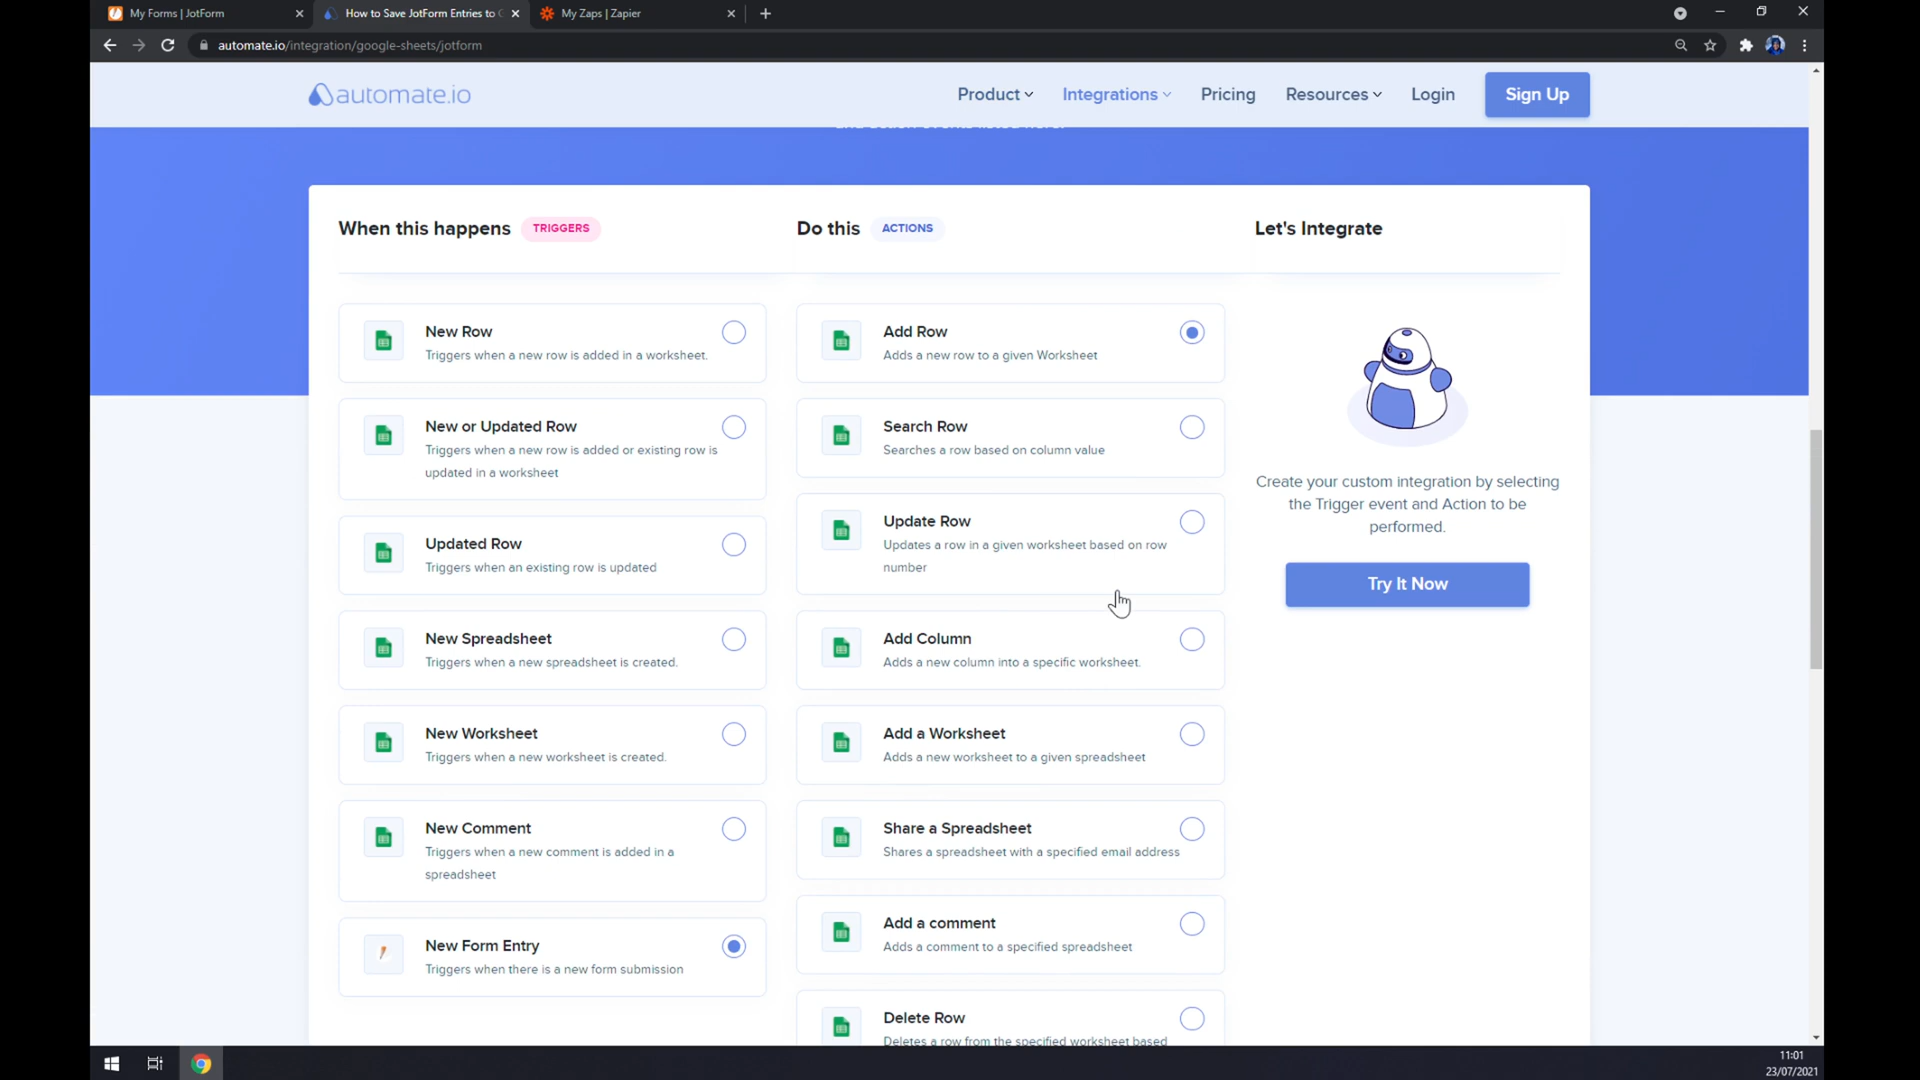 My Forms | JotForm
How to Save JotForm Entries to
My Zaps | Zapier
automate.io/integration/google-sheets/jotform
automate.io
Product
Integrations
Pricing
Resources
Login
Sign Up
When this happens TRIGGERS
Do this ACTIONS
Let's Integrate
New Row
Triggers when a new row is added in a worksheet.
New or Updated Row
Triggers when a new row is added or existing row is
updated in a worksheet
Updated Row
Triggers when an existing row is updated
New Spreadsheet
Triggers when a new spreadsheet is created.
New Worksheet
Triggers when a new worksheet is created.
New Comment
Triggers when a new comment is added in a
spreadsheet
New Form Entry
Triggers when there is a new form submission
Add Row
Adds a new row to a given Worksheet
Search Row
Searches a row based on column value
Update Row
Updates a row in a given worksheet based on row
number
Add Column
Adds a new column into a specific worksheet.
Add a Worksheet
Adds a new worksheet to a given spreadsheet
Share a Spreadsheet
Shares a spreadsheet with a specified email address
Add a comment
Adds a comment to a specified spreadsheet
Delete Row
Deletes a row from the specified worksheet based
Create your custom integration by selecting
the Trigger event and Action to be
performed.
Try It Now
11:01
23/07/2021